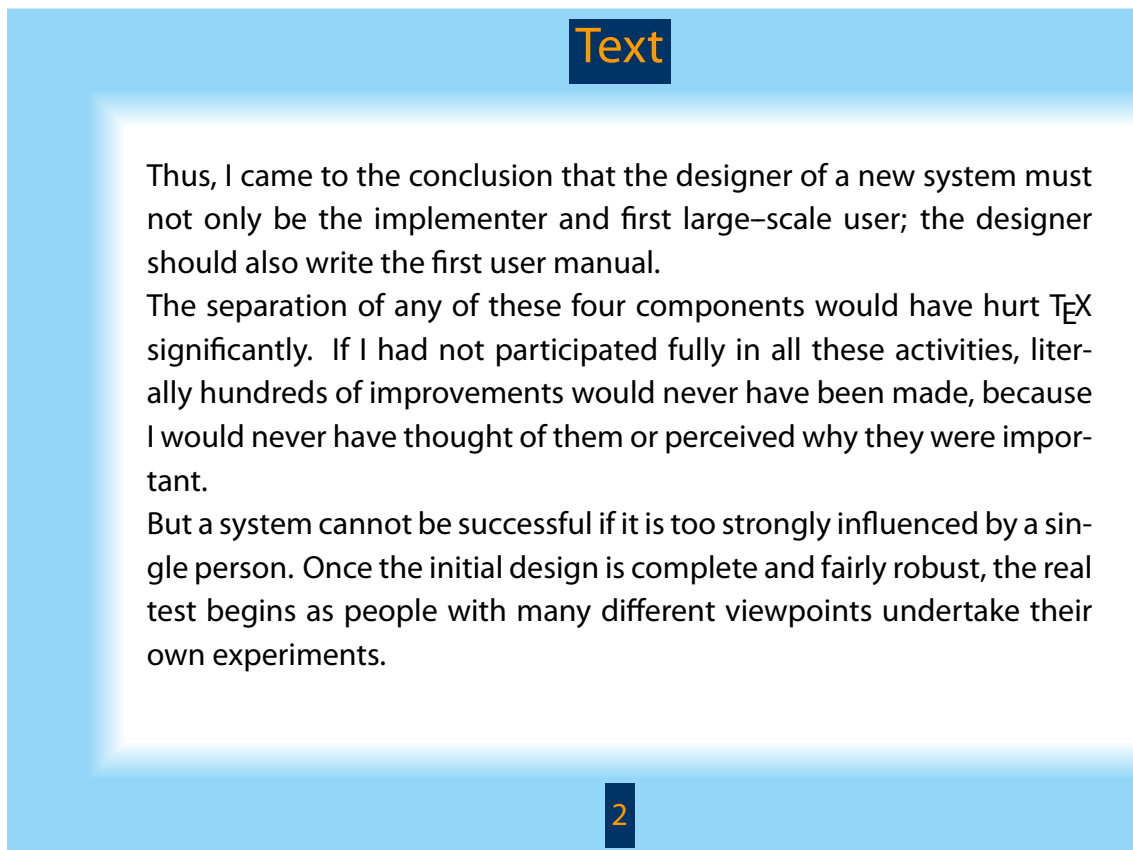 Text
Thus, I came to the conclusion that the designer of a new system must
not only be the implementer and first large–scale user; the designer
should also write the first user manual.
The separation of any of these four components would have hurt TEX
significantly. If I had not participated fully in all these activities, liter-
ally hundreds of improvements would never have been made, because
I would never have thought of them or perceived why they were impor-
tant.
But a system cannot be successful if it is too strongly influenced by a sin-
gle person. Once the initial design is complete and fairly robust, the real
test begins as people with many different viewpoints undertake their
own experiments.
2